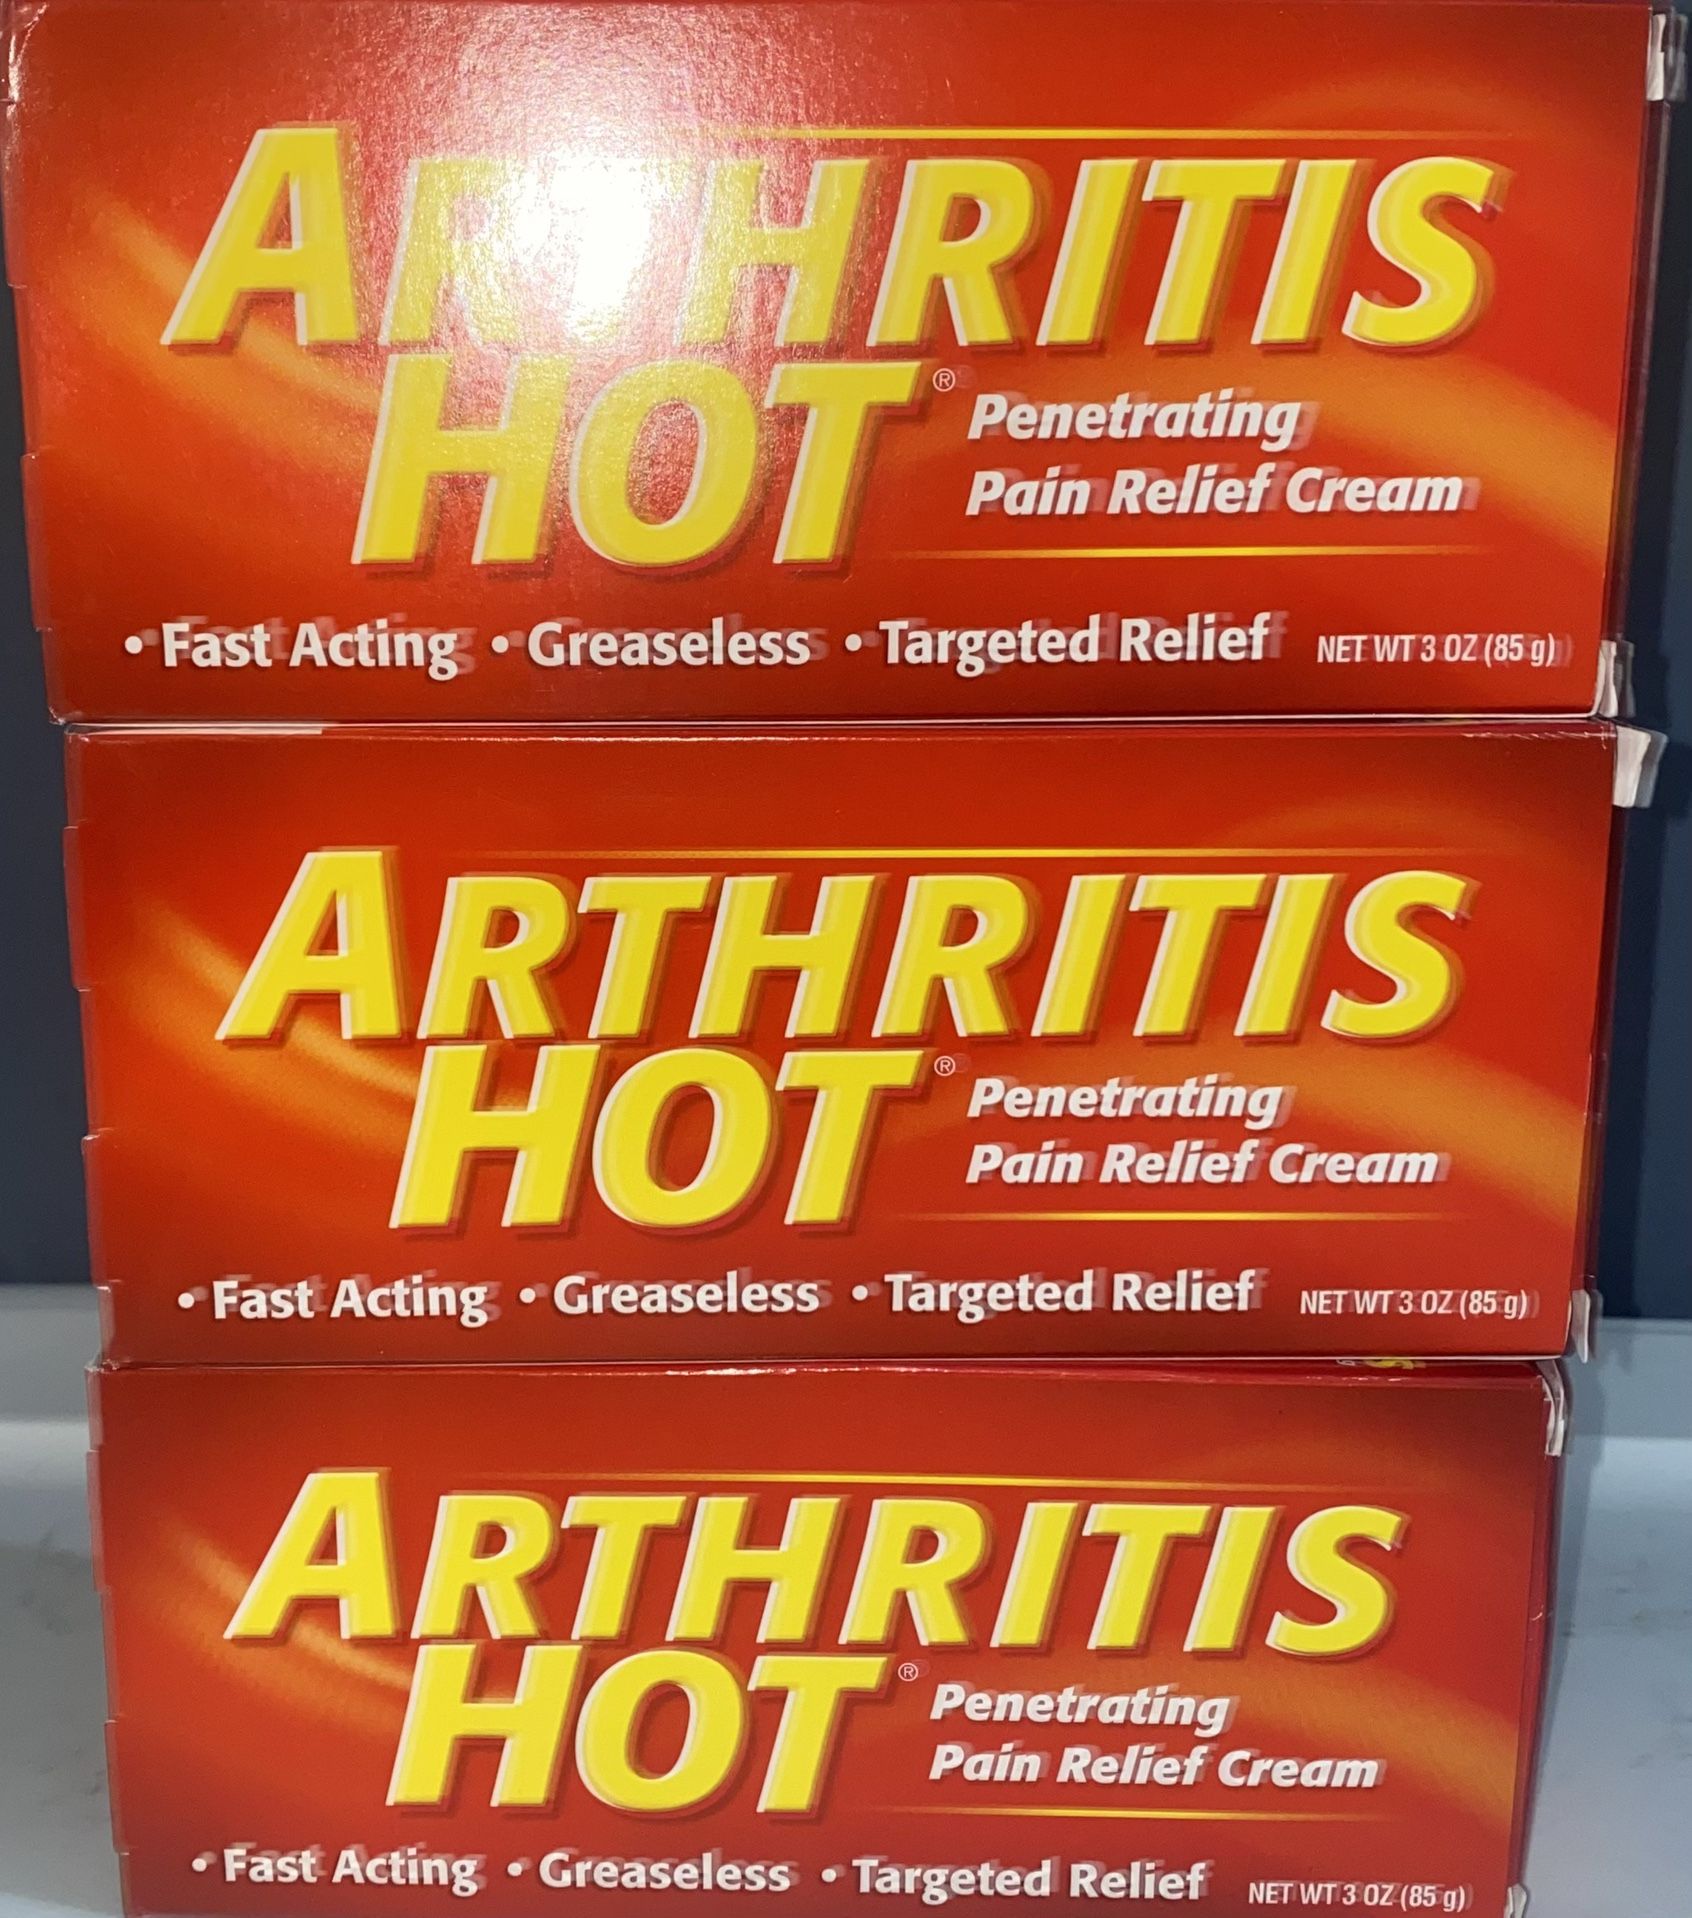 ARTHRITIS
HOT®
Penetrating
Pain Relief Cream
• Fast Acting • Greaseless • Targeted Relief NET WT 3 OZ (85 g)
ARTHRITIS
HOT®
Penetrating
Pain Relief Cream
• Fast Acting • Greaseless • Targeted Relief NET WT 3 OZ (85 g)
ARTHRITIS
HOT®
Penetrating
Pain Relief Cream
• Fast Acting • Greaseless • Targeted Relief NET WT 3 OZ (85 g)